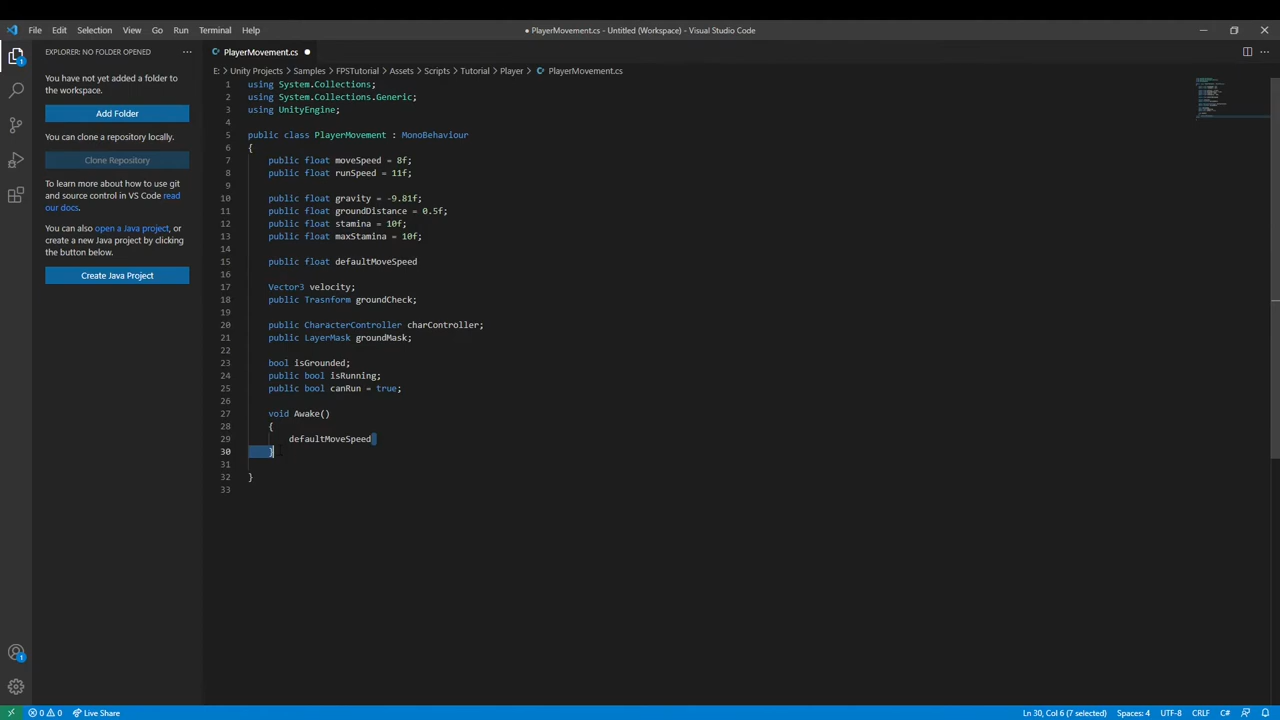 File Edit Selection View Go Run Terminal Help
● PlayerMovement.cs - Untitled (Workspace) - Visual Studio Code
EXPLORER: NO FOLDER OPENED
You have not yet added a folder to
the workspace.
Add Folder
You can clone a repository locally.
Clone Repository
To learn more about how to use git
and source control in VS Code read
our docs.
You can also open a Java project, or
create a new Java project by clicking
the button below.
Create Java Project
1
1
PlayerMovement.cs ●
E: > Unity Projects > Samples > FPSTutorial > Assets > Scripts > Tutorial > Player > PlayerMovement.cs
1 using System.Collections;
2 using System.Collections.Generic;
3 using UnityEngine;
4
5 public class PlayerMovement : MonoBehaviour
6 {
7 public float moveSpeed = 8f;
8 public float runSpeed = 11f;
9
10 public float gravity = -9.81f;
11 public float groundDistance = 0.5f;
12 public float stamina = 10f;
13 public float maxStamina = 10f;
14
15 public float defaultMoveSpeed
16
17 Vector3 velocity;
18 public Trasnform groundCheck;
19
20 public CharacterController charController;
21 public LayerMask groundMask;
22
23 bool isGrounded;
24 public bool isRunning;
25 public bool canRun = true;
26
27 void Awake()
28 {
29 defaultMoveSpeed
30 }
31
32 }
33
0 0 Live Share
Ln 30, Col 6 (7 selected) Spaces: 4 UTF-8 CRLF C#